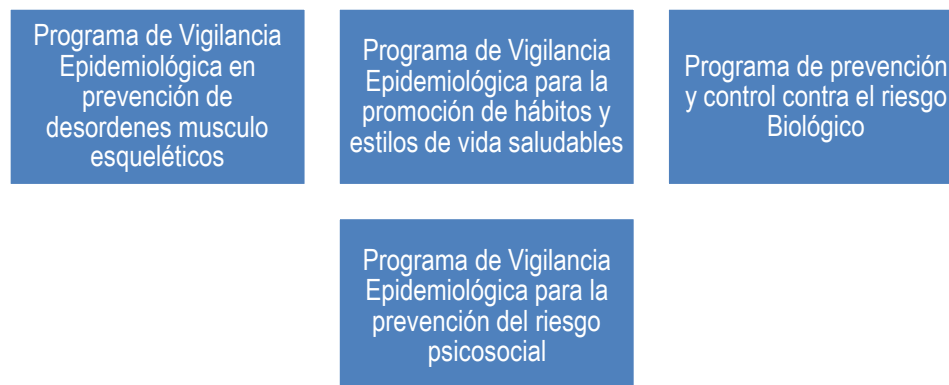 Programa de Vigilancia
Epidemiológica en
prevención de
desordenes musculo
esqueléticos
Programa de Vigilancia
Epidemiológica para la
promoción de hábitos y
estilos de vida saludables
Programa de prevención
y control contra el riesgo
Biológico
Programa de Vigilancia
Epidemiológica para la
prevención del riesgo
psicosocial